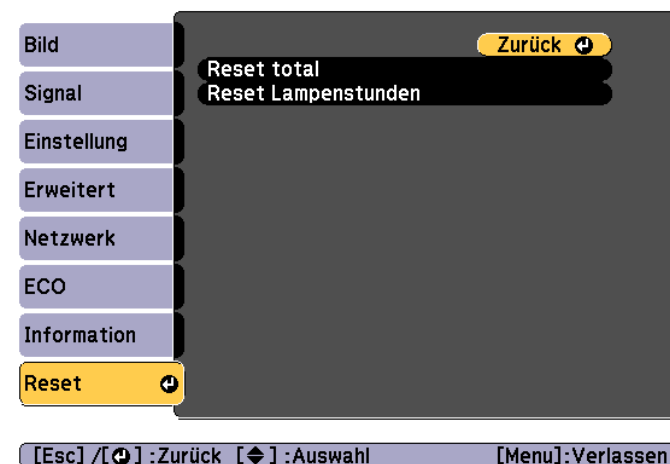 Bild
Signal
Einstellung
Erweitert
Netzwerk
ECO
Information
Reset
Zurück
Reset total
Reset Lampenstunden
[Esc] /[ ] :Zurück [ ] :Auswahl [Menu]:Verlassen